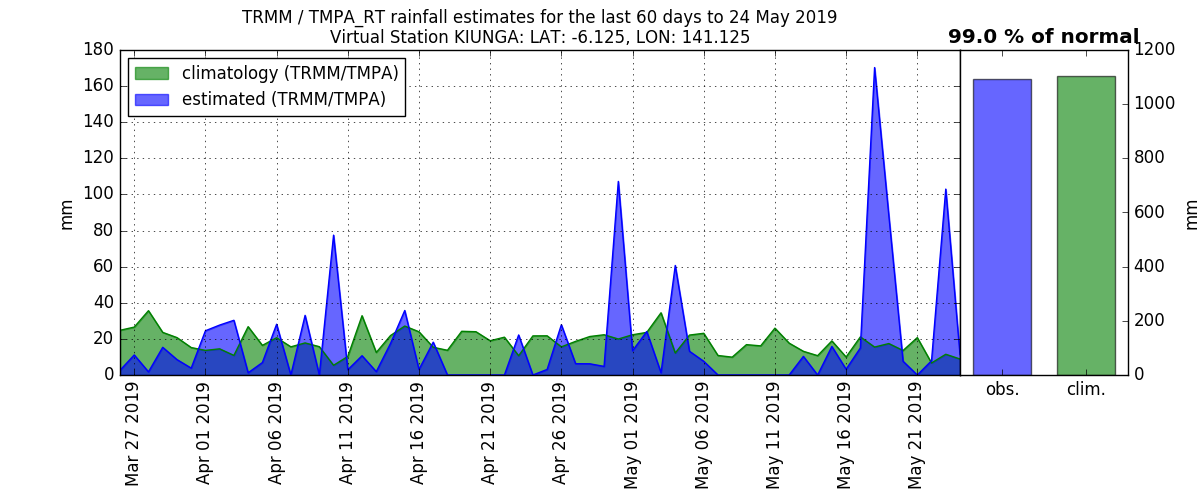 TRMM / TMPA_RT rainfall estimates for the last 60 days to 24 May 2019
Virtual Station KIUNGA: LAT: -6.125, LON: 141.125
99.0 % of normal
climatology (TRMM/TMPA)
estimated (TRMM/TMPA)
mm
180
160
140
120
100
80
60
40
20
0
Mar 27 2019
Apr 01 2019
Apr 06 2019
Apr 11 2019
Apr 16 2019
Apr 21 2019
Apr 26 2019
May 01 2019
May 06 2019
May 11 2019
May 16 2019
May 21 2019
obs.
clim.
1200
1000
800
600
400
200
0
mm